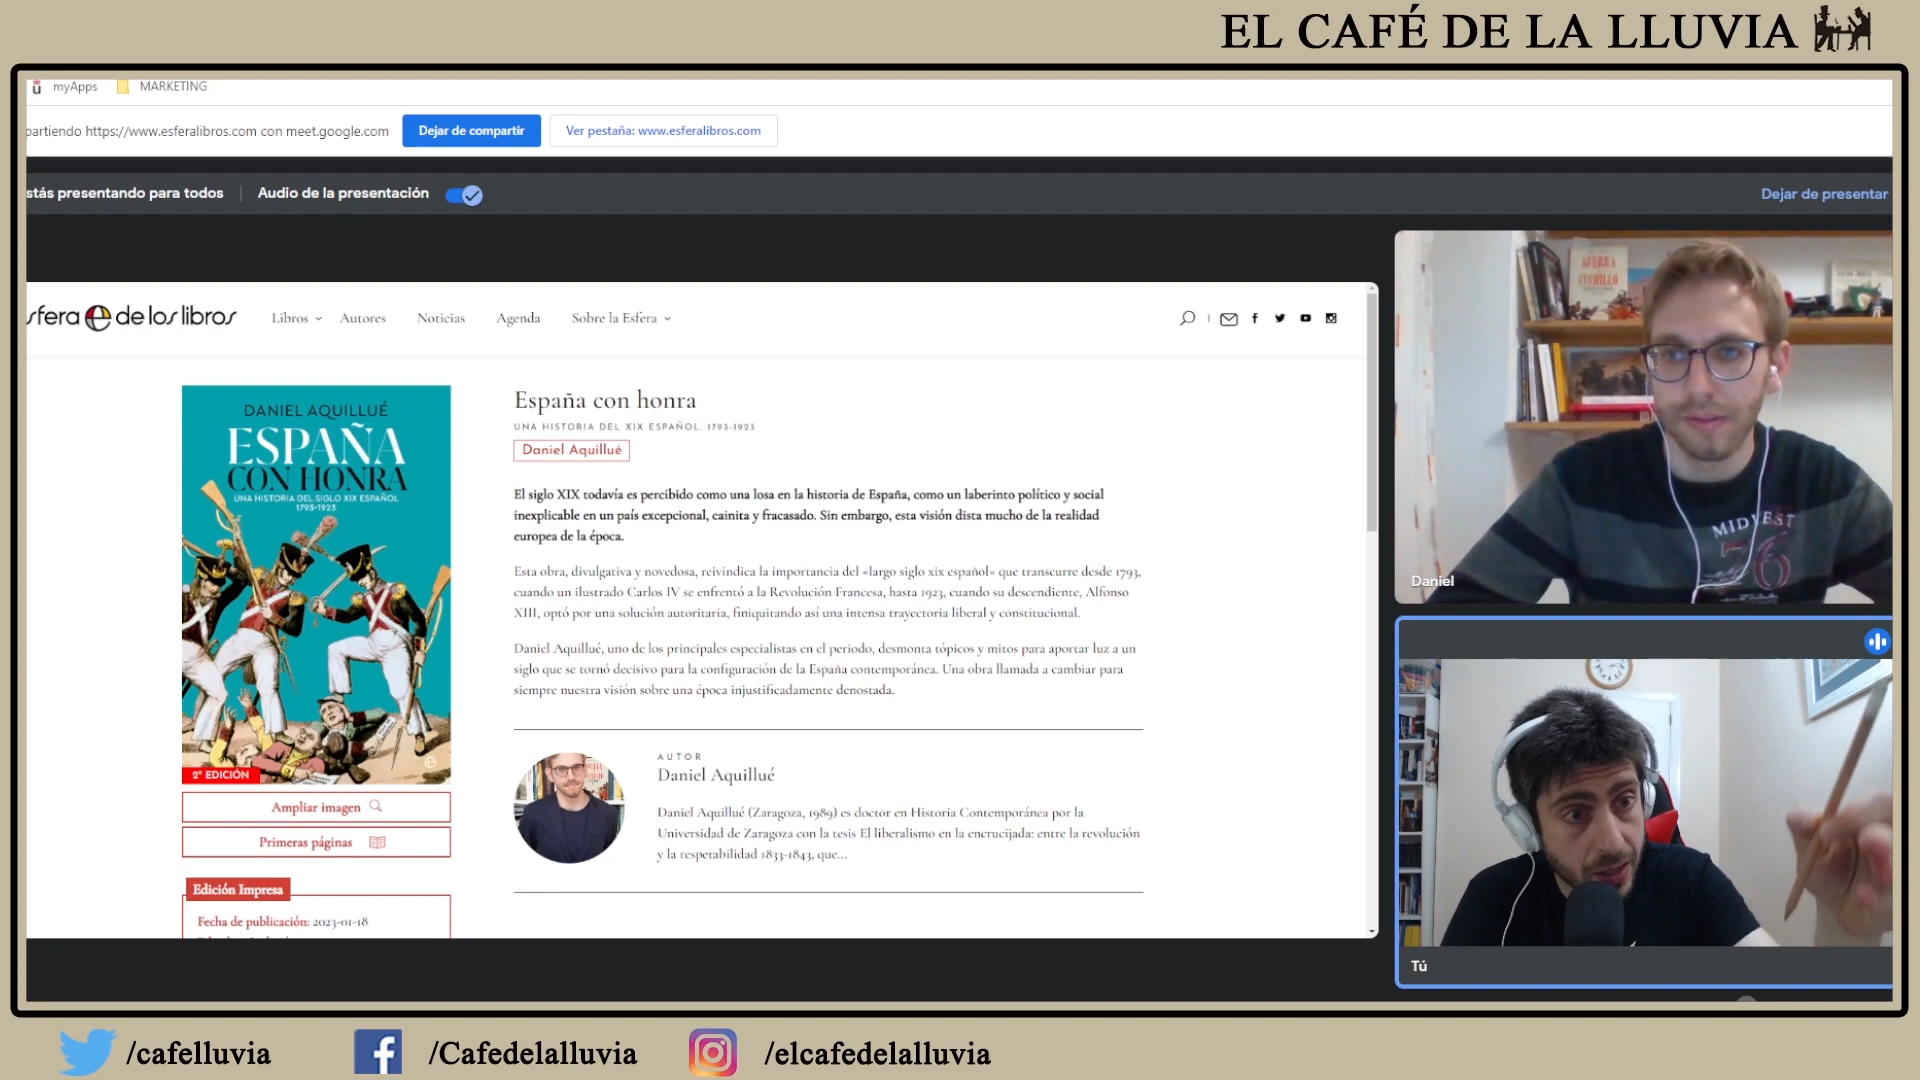 EL CAFÉ DE LA LLUVIA
myApps
MARKETING
partiendo https://www.esferalibros.com con meet.google.com
Dejar de compartir
Ver pestaña: www.esferalibros.com
stás presentando para todos
Audio de la presentación
Dejar de presentar
sfera de los libros
Libros
Autores
Noticias
Agenda
Sobre la Esfera
DANIEL AQUILLUÉ
ESPAÑA
CON HONRA
UNA HISTORIA DEL SIGLO XIX ESPAÑOL
1793-1923
2ª EDICIÓN
Ampliar imagen
Primeras páginas
Edición Impresa
Fecha de publicación: 2023-01-18
España con honra
UNA HISTORIA DEL XIX ESPAÑOL. 1793-1923
Daniel Aquillué
El siglo XIX todavía es percibido como una losa en la historia de España, como un laberinto político y social
inexplicable en un país excepcional, cainita y fracasado. Sin embargo, esta visión dista mucho de la realidad
europea de la época.
Esta obra, divulgativa y novedosa, reivindica la importancia del «largo siglo xix español» que transcurre desde 1793,
cuando un ilustrado Carlos IV se enfrentó a la Revolución Francesa, hasta 1923, cuando su descendiente, Alfonso
XIII, optó por una solución autoritaria, finiquitando así una intensa trayectoria liberal y constitucional.
Daniel Aquillué, uno de los principales especialistas en el periodo, desmonta tópicos y mitos para aportar luz a un
siglo que se tornó decisivo para la configuración de la España contemporánea. Una obra llamada a cambiar para
siempre nuestra visión sobre una época injustificadamente denostada.
AUTOR
Daniel Aquillué
Daniel Aquillué (Zaragoza, 1989) es doctor en Historia Contemporánea por la
Universidad de Zaragoza con la tesis El liberalismo en la encrucijada: entre la revolución
y la respetabilidad 1833-1843, que...
GUERRA
CUCHILLO
MIDWEST
76
Daniel
Tú
/cafelluvia
/Cafedelalluvia
/elcafedelalluvia